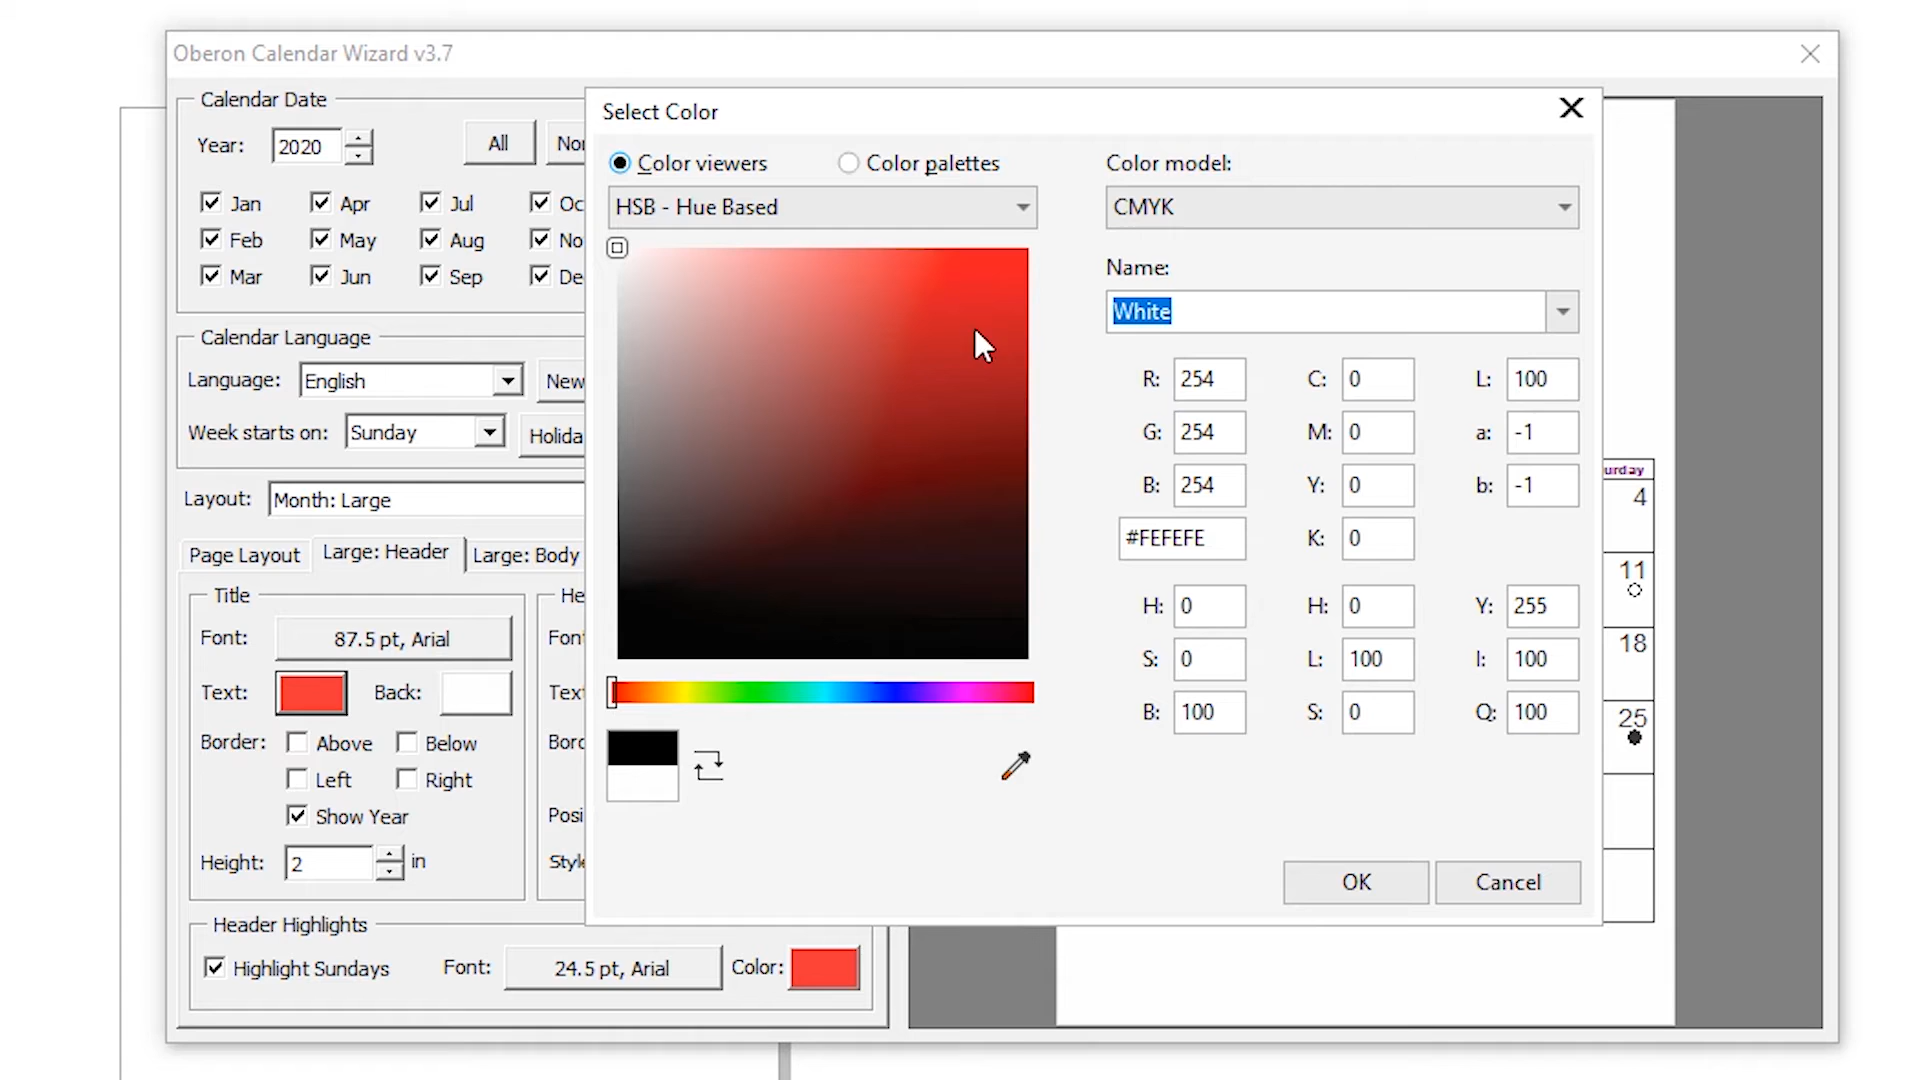 Oberon Calendar Wizard v3.7
Calendar Date
Year: 2020 All
Jan Apr Jul
Feb May Aug
Mar Jun Sep
Calendar Language
Language: English New
Week starts on: Sunday
Layout: Month: Large
Page Layout Large: Header Large: Body
Title
Font: 87.5 pt, Arial
Text: Back:
Border: Above Below
Left Right
Show Year
Height: 2 in
Header Highlights
Highlight Sundays Font: 24.5 pt, Arial Color:
Select Color
Color viewers Color palettes Color model:
HSB - Hue Based CMYK
Name:
White
R: 254 C: 0 L: 100
G: 254 M: 0 a: -1
B: 254 Y: 0 b: -1
#FEFEFE K: 0
H: 0 H: 0 Y: 255
S: 0 L: 100 I: 100
B: 100 S: 0 Q: 100
OK Cancel
urday
4
11
18
25